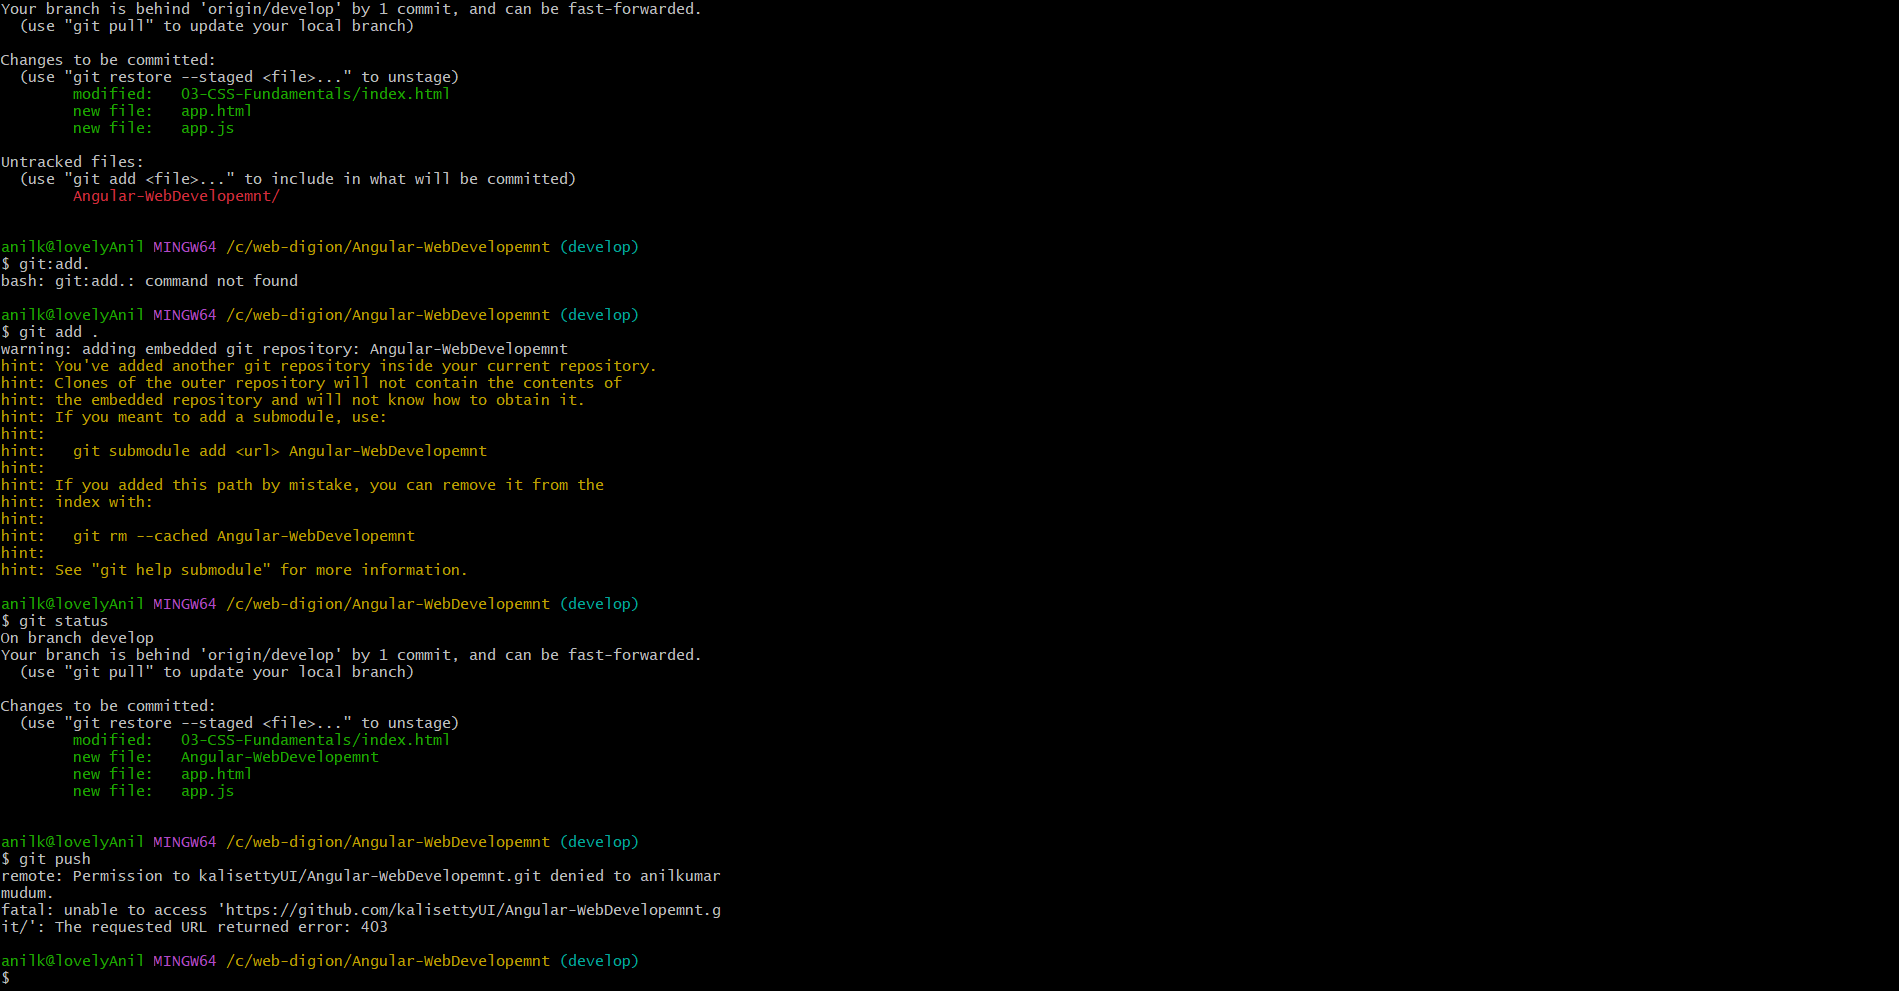 Your branch is behind 'origin/develop' by 1 commit, and can be fast-forwarded.
  (use "git pull" to update your local branch)

Changes to be committed:
  (use "git restore --staged <file>..." to unstage)
        modified:   03-CSS-Fundamentals/index.html
        new file:   app.html
        new file:   app.js

Untracked files:
  (use "git add <file>..." to include in what will be committed)
        Angular-WebDevelopemnt/

anilk@lovelyAnil MINGW64 /c/web-digion/Angular-WebDevelopemnt (develop)
$ git:add.
bash: git:add.: command not found

anilk@lovelyAnil MINGW64 /c/web-digion/Angular-WebDevelopemnt (develop)
$ git add .
warning: adding embedded git repository: Angular-WebDevelopemnt
hint: You've added another git repository inside your current repository.
hint: Clones of the outer repository will not contain the contents of
hint: the embedded repository and will not know how to obtain it.
hint: If you meant to add a submodule, use:
hint:
hint:   git submodule add <url> Angular-WebDevelopemnt
hint:
hint: If you added this path by mistake, you can remove it from the
hint: index with:
hint:
hint:   git rm --cached Angular-WebDevelopemnt
hint:
hint: See "git help submodule" for more information.

anilk@lovelyAnil MINGW64 /c/web-digion/Angular-WebDevelopemnt (develop)
$ git status
On branch develop
Your branch is behind 'origin/develop' by 1 commit, and can be fast-forwarded.
  (use "git pull" to update your local branch)

Changes to be committed:
  (use "git restore --staged <file>..." to unstage)
        modified:   03-CSS-Fundamentals/index.html
        new file:   Angular-WebDevelopemnt
        new file:   app.html
        new file:   app.js

anilk@lovelyAnil MINGW64 /c/web-digion/Angular-WebDevelopemnt (develop)
$ git push
remote: Permission to kalisettyUI/Angular-WebDevelopemnt.git denied to anilkumar
mudum.
fatal: unable to access 'https://github.com/kalisettyUI/Angular-WebDevelopemnt.g
it/': The requested URL returned error: 403

anilk@lovelyAnil MINGW64 /c/web-digion/Angular-WebDevelopemnt (develop)
$